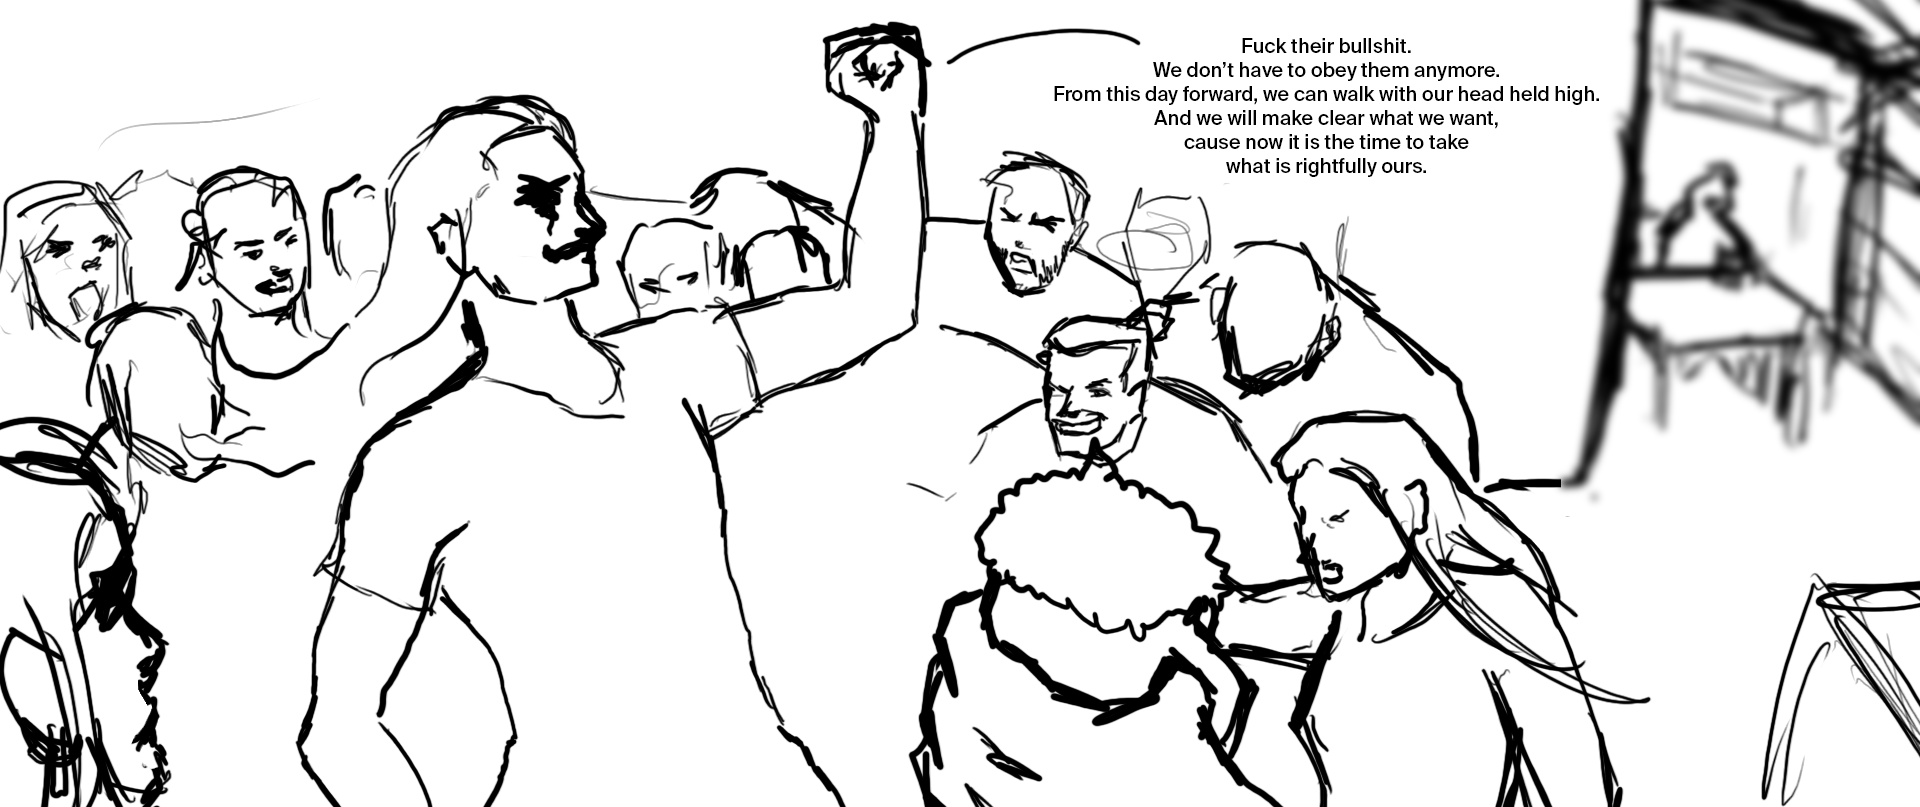 Fuck their bullshit.
We don’t have to obey them anymore.
From this day forward, we can walk with our head held high.
And we will make clear what we want,
cause now it is the time to take
what is rightfully ours.